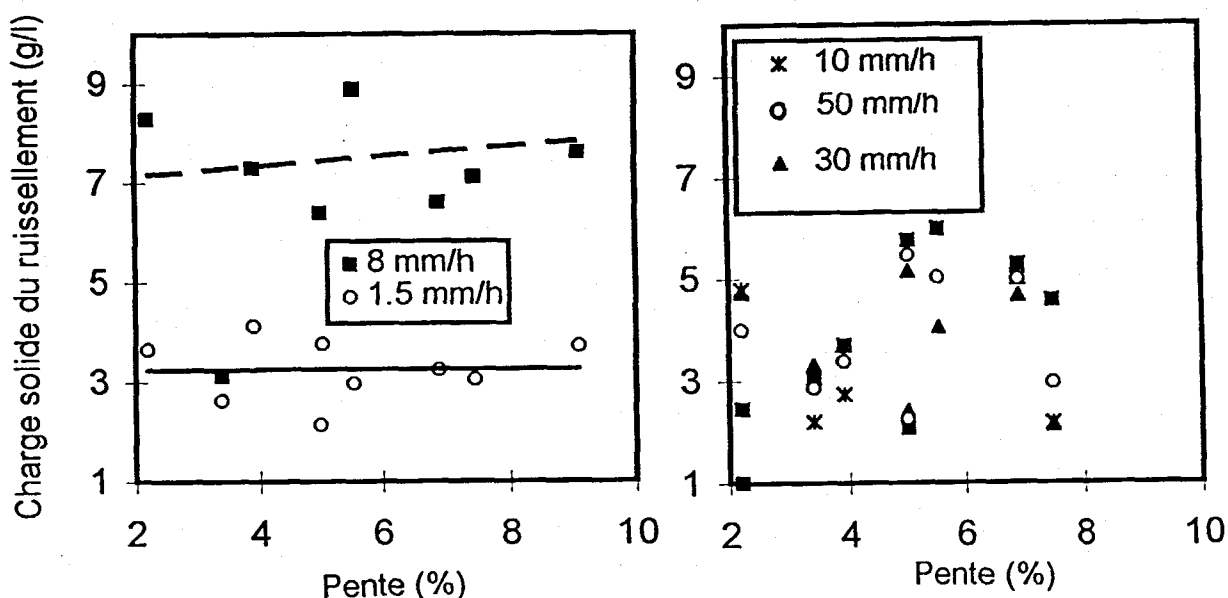 Charge solide du ruissellement (g/l)
9
7
5
3
1
2 4 6 8 10
Pente (%)
8 mm/h
1.5 mm/h
9
7
5
3
1
2 4 6 8 10
Pente (%)
10 mm/h
50 mm/h
30 mm/h